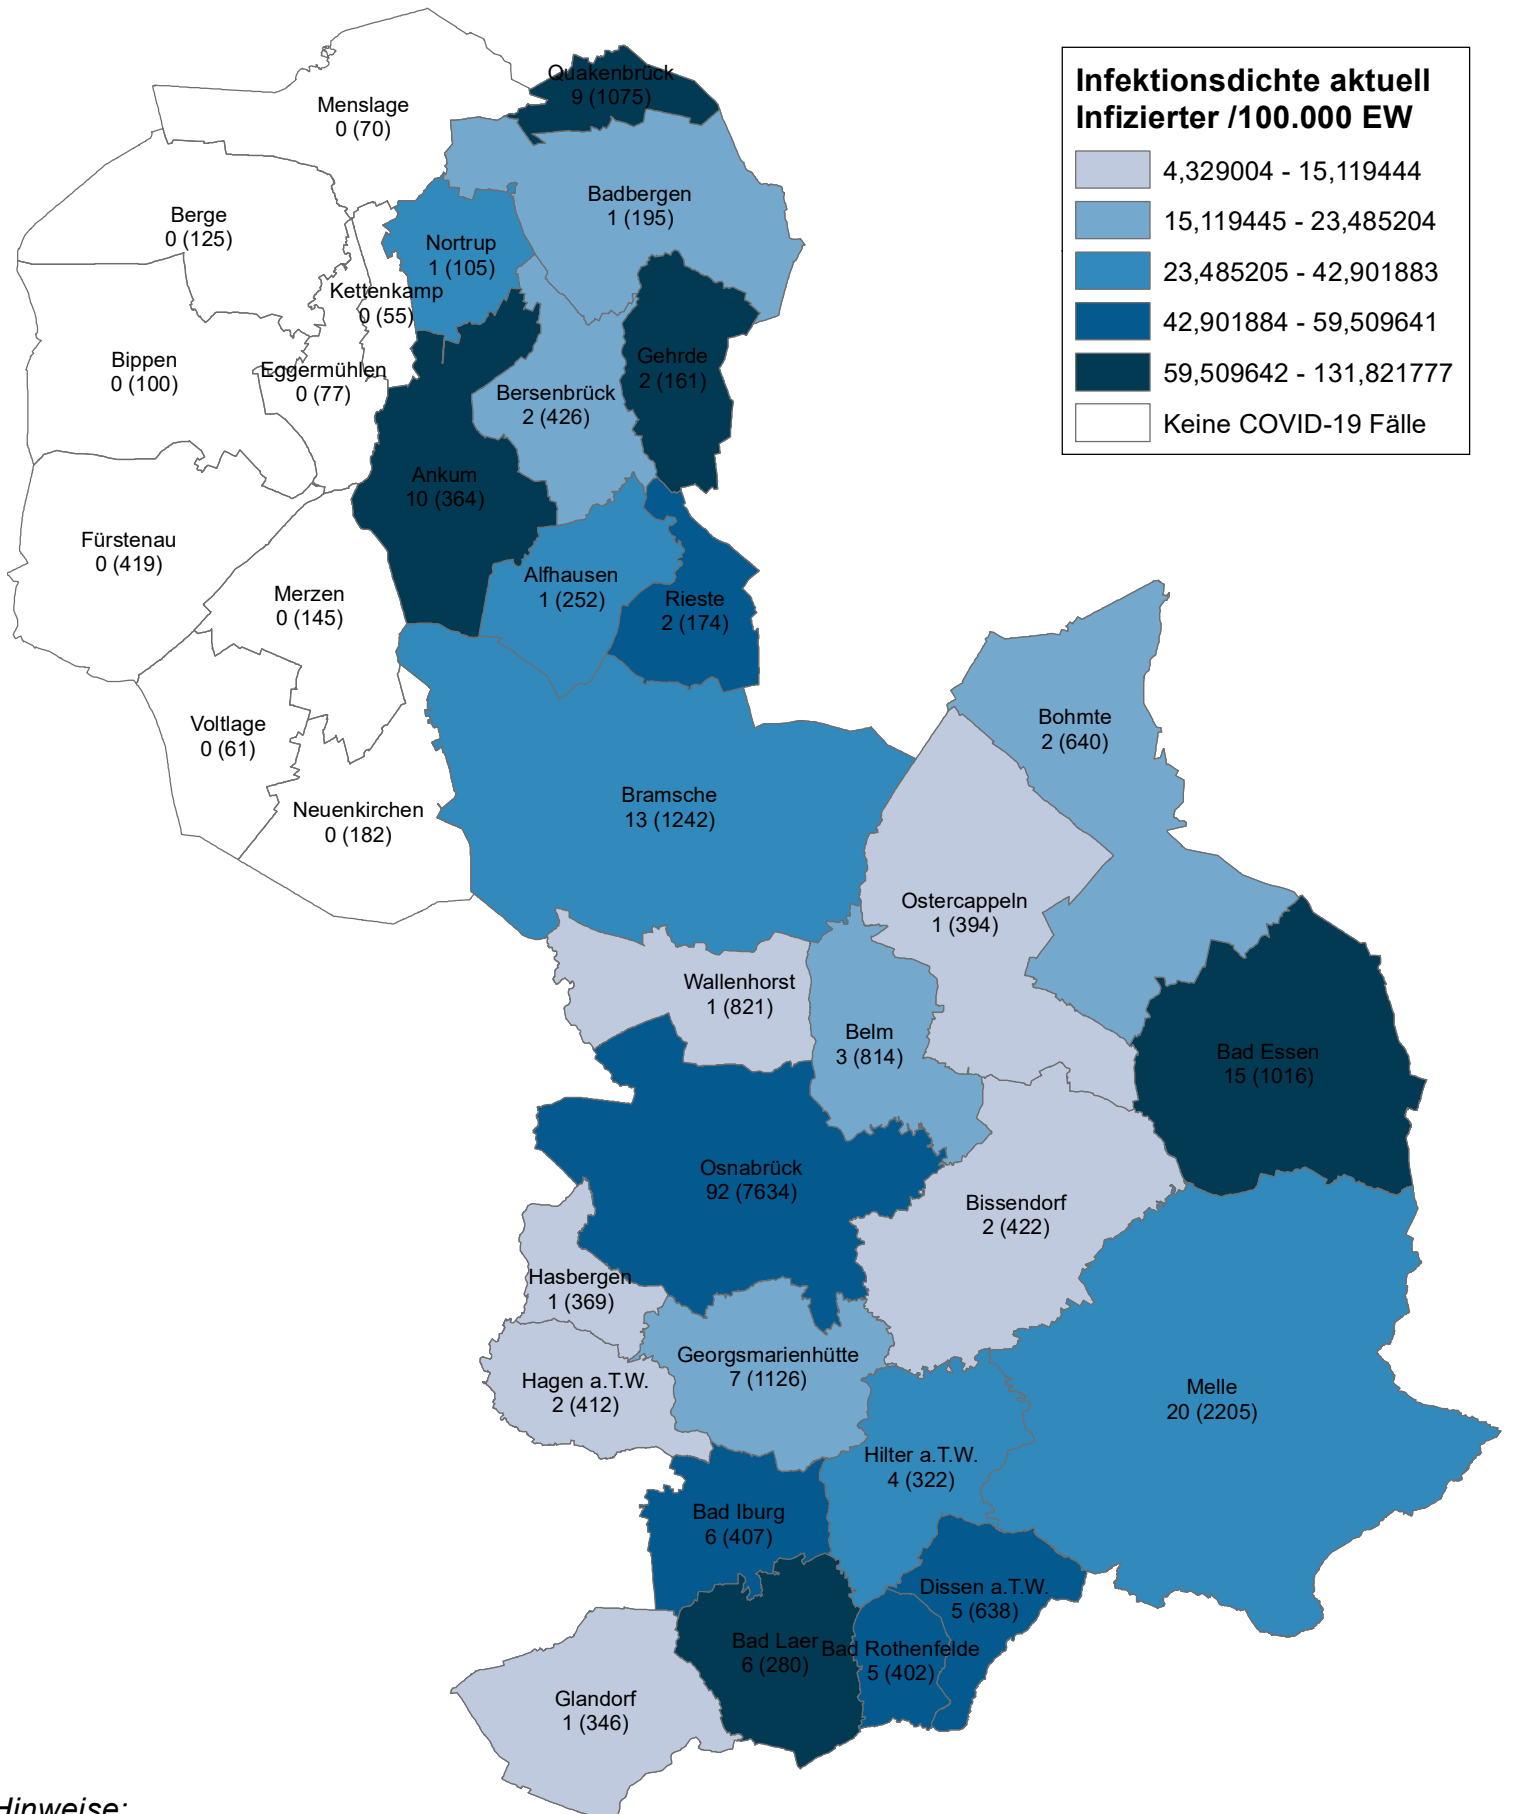 Infektionsdichte aktuell
Infizierter /100.000 EW
4,329004 - 15,119444
15,119445 - 23,485204
23,485205 - 42,901883
42,901884 - 59,509641
59,509642 - 131,821777
Keine COVID-19 Fälle
Quakenbrück
9 (1075)
Menslage
0 (70)
Badbergen
1 (195)
Berge
0 (125)
Nortrup
1 (105)
Kettenkamp
0 (55)
Bippen
0 (100)
Eggermühlen
0 (77)
Gehrde
2 (161)
Bersenbrück
2 (426)
Ankum
10 (364)
Fürstenau
0 (419)
Alfhausen
1 (252)
Merzen
0 (145)
Rieste
2 (174)
Voltlage
0 (61)
Bohmte
2 (640)
Neuenkirchen
0 (182)
Bramsche
13 (1242)
Ostercappeln
1 (394)
Wallenhorst
1 (821)
Belm
3 (814)
Bad Essen
15 (1016)
Osnabrück
92 (7634)
Bissendorf
2 (422)
Hasbergen
1 (369)
Georgsmarienhütte
7 (1126)
Hagen a.T.W.
2 (412)
Melle
20 (2205)
Hilter a.T.W.
4 (322)
Bad Iburg
6 (407)
Dissen a.T.W.
5 (638)
Bad Laer
6 (280)
Bad Rothenfelde
5 (402)
Glandorf
1 (346)
Hinweise: